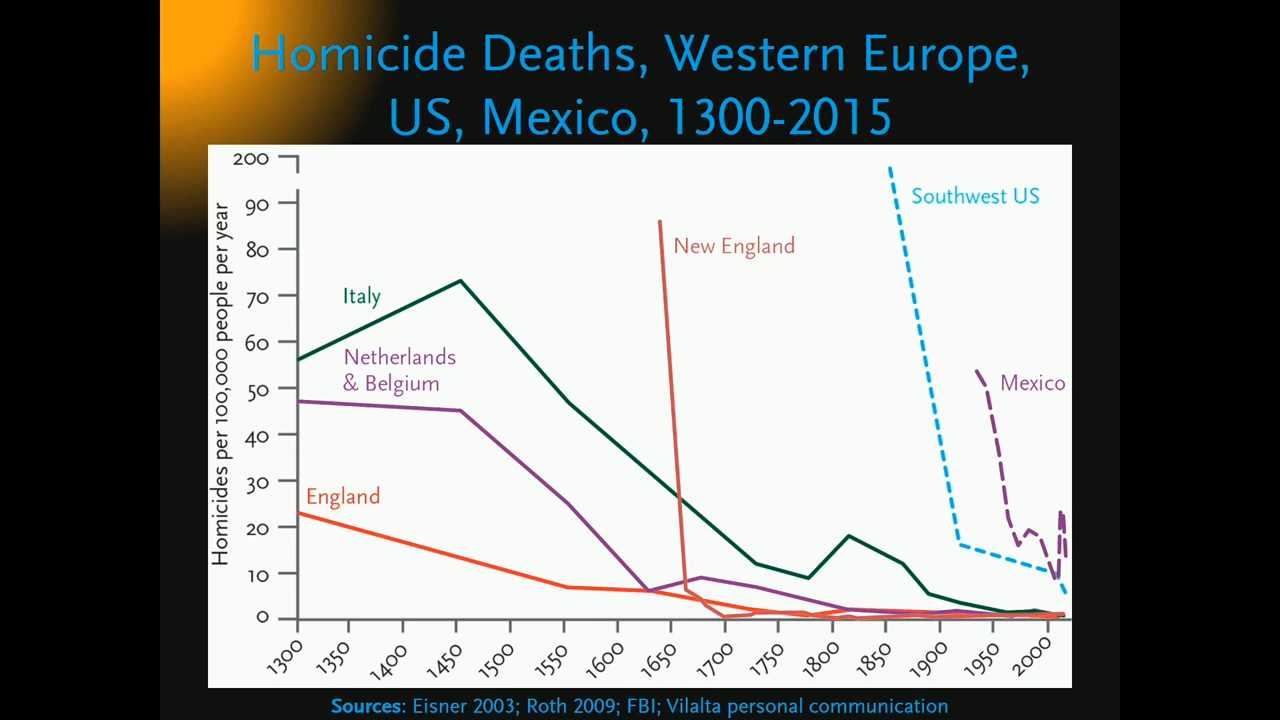 Homicide Deaths, Western Europe,
US, Mexico, 1300-2015
Homicides per 100,000 people per year
200
90
80
70
60
50
40
30
20
10
0
Italy
Netherlands
& Belgium
England
New England
Southwest US
Mexico
1300
1350
1400
1450
1500
1550
1600
1650
1700
1750
1800
1850
1900
1950
2000
Sources: Eisner 2003; Roth 2009; FBI; Vilalta personal communication